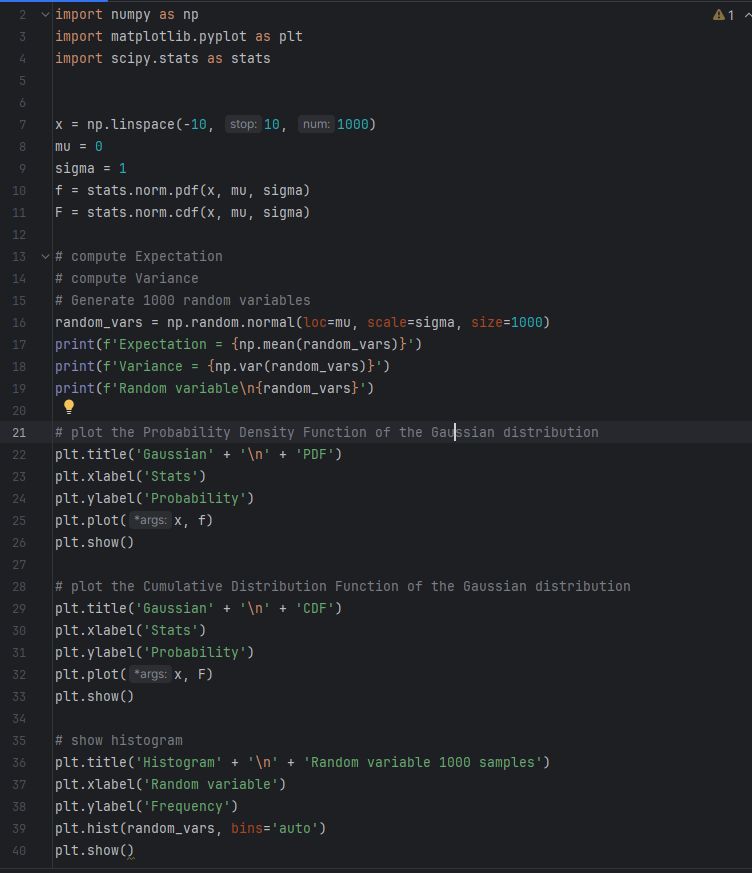 1
2 import numpy as np
3 import matplotlib.pyplot as plt
4 import scipy.stats as stats
5
6
7 x = np.linspace(-10, stop: 10, num: 1000)
8 mu = 0
9 sigma = 1
10 f = stats.norm.pdf(x, mu, sigma)
11 F = stats.norm.cdf(x, mu, sigma)
12
13 # compute Expectation
14 # compute Variance
15 # Generate 1000 random variables
16 random_vars = np.random.normal(loc=mu, scale=sigma, size=1000)
17 print(f'Expectation = {np.mean(random_vars)}')
18 print(f'Variance = {np.var(random_vars)}')
19 print(f'Random variable\n{random_vars}')
20
21 # plot the Probability Density Function of the Gaussian distribution
22 plt.title('Gaussian' + '\n' + 'PDF')
23 plt.xlabel('Stats')
24 plt.ylabel('Probability')
25 plt.plot( *args: x, f)
26 plt.show()
27
28 # plot the Cumulative Distribution Function of the Gaussian distribution
29 plt.title('Gaussian' + '\n' + 'CDF')
30 plt.xlabel('Stats')
31 plt.ylabel('Probability')
32 plt.plot( *args: x, F)
33 plt.show()
34
35 # show histogram
36 plt.title('Histogram' + '\n' + 'Random variable 1000 samples')
37 plt.xlabel('Random variable')
38 plt.ylabel('Frequency')
39 plt.hist(random_vars, bins='auto')
40 plt.show()